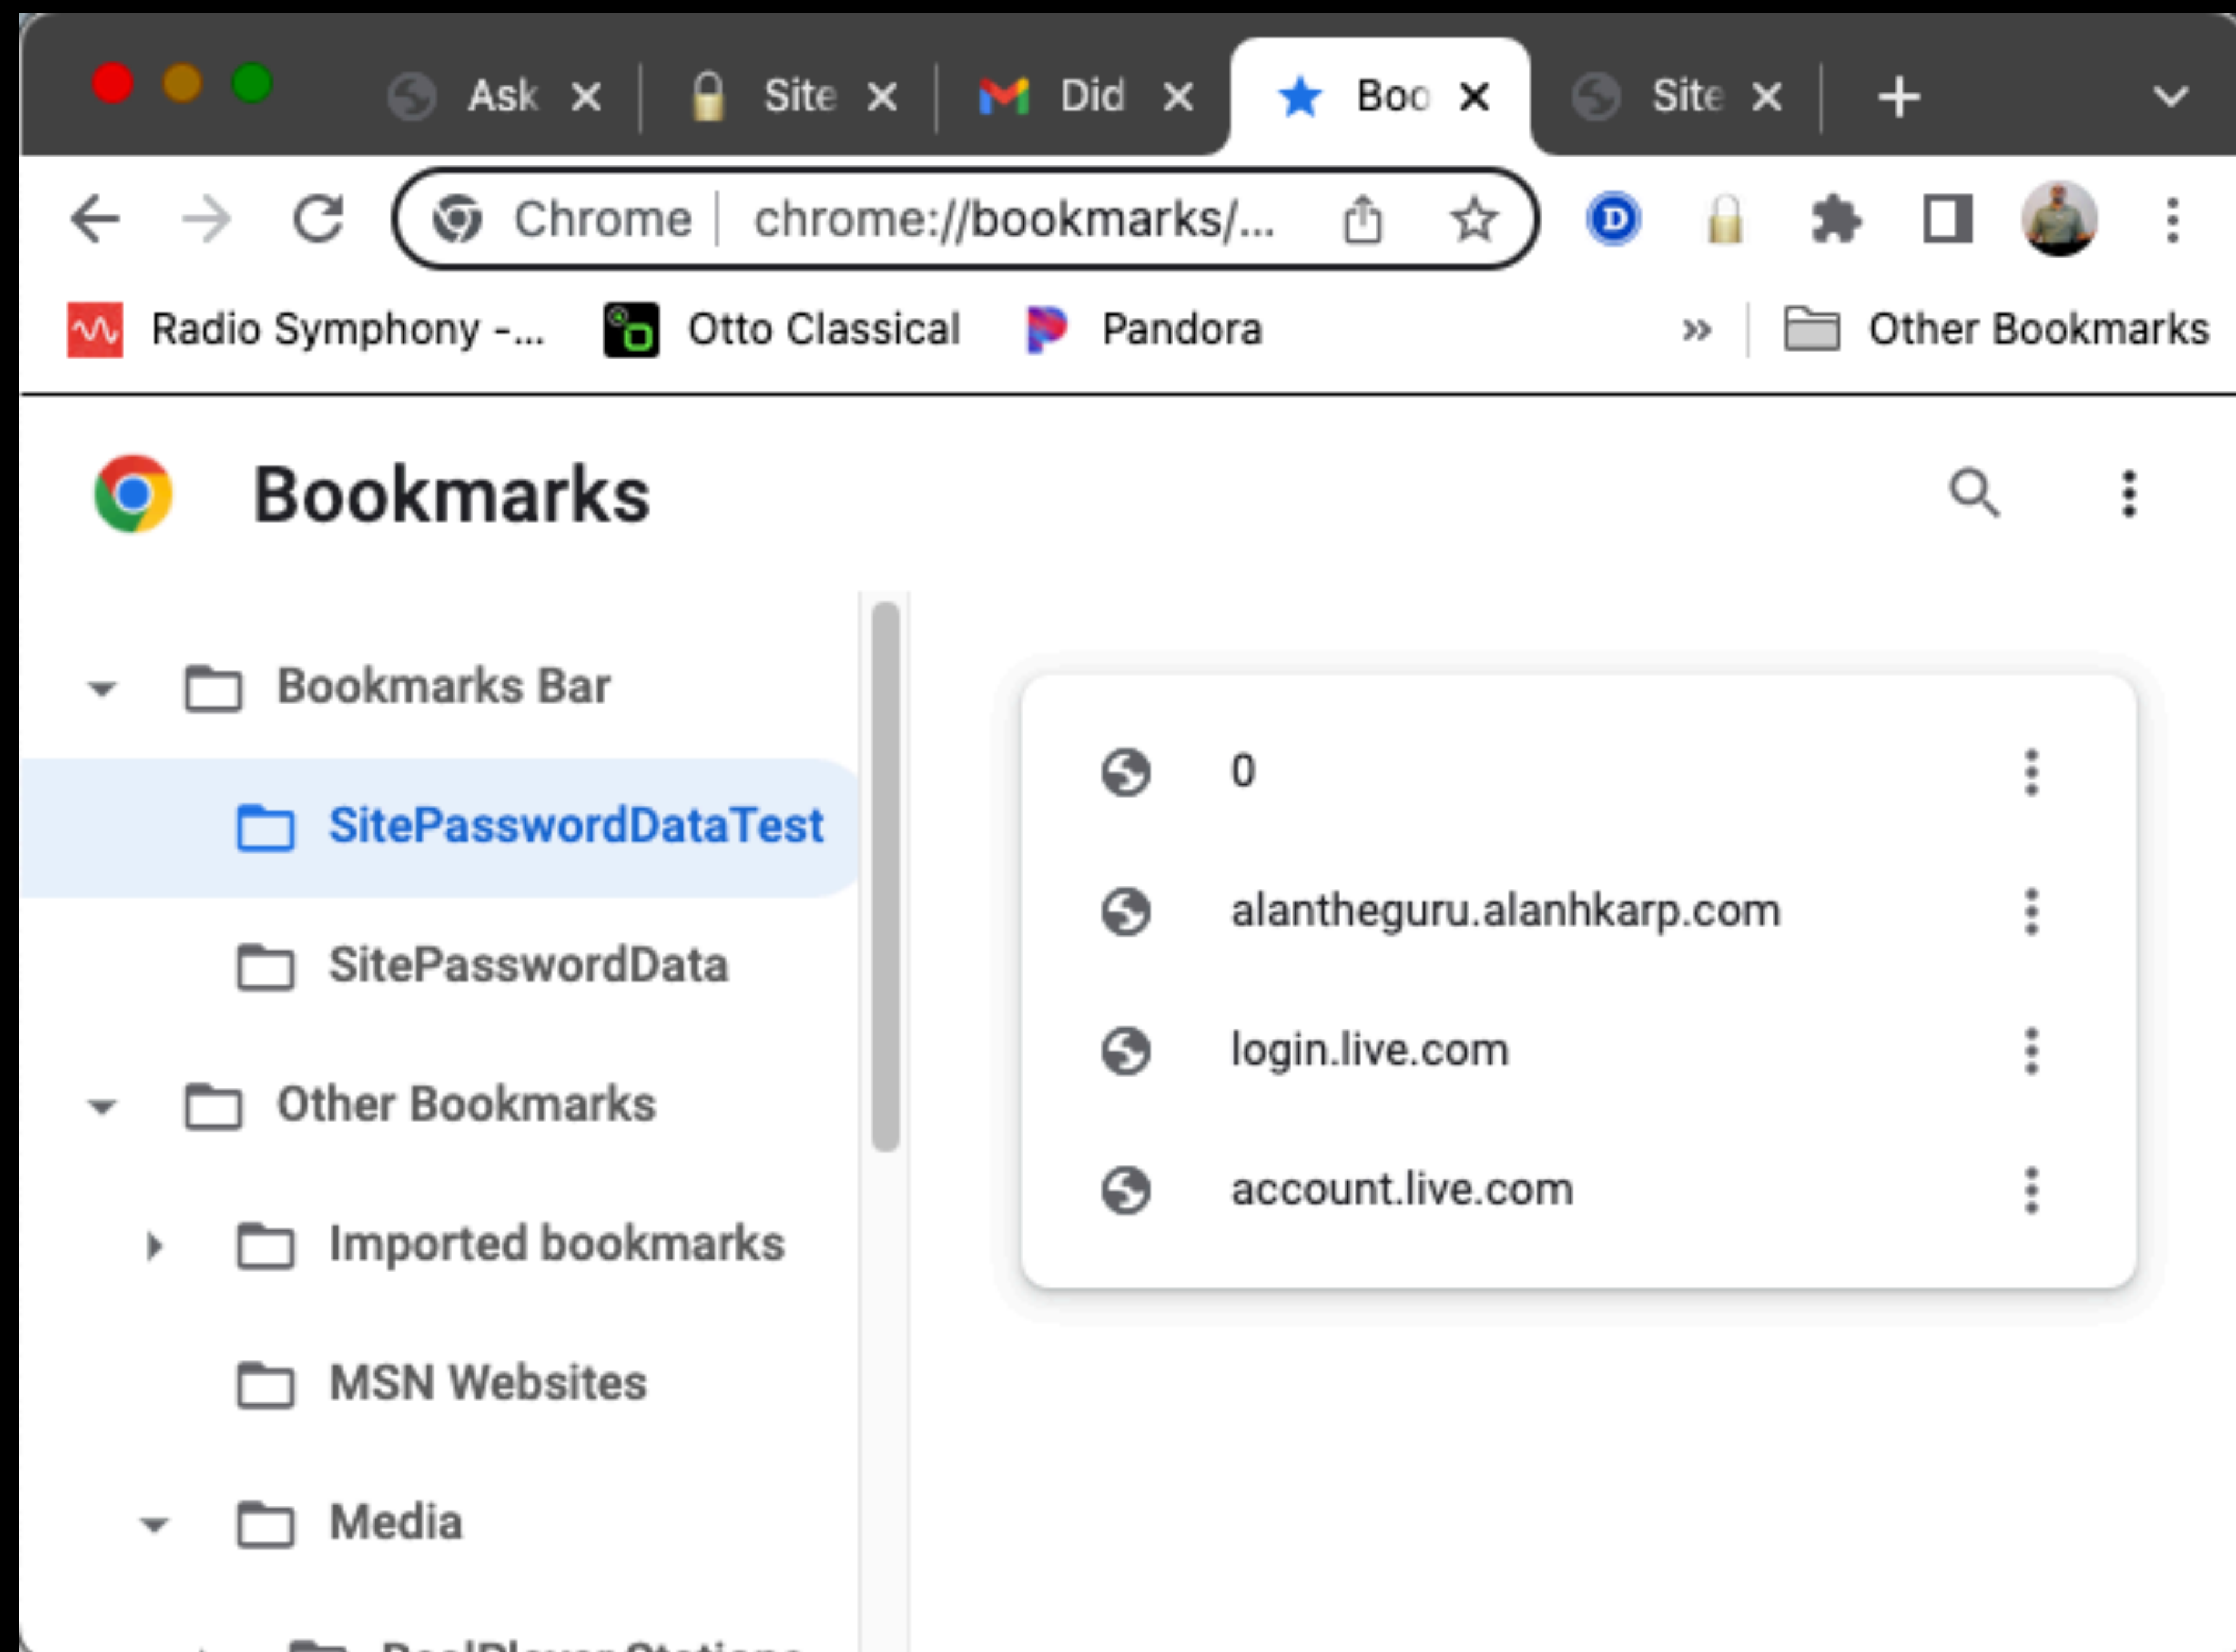 Ask Site Did Boo Site
Chrome chrome://bookmarks/...
D
Radio Symphony -... Otto Classical Pandora » Other Bookmarks
Bookmarks
Bookmarks Bar
SitePasswordDataTest
SitePasswordData
Other Bookmarks
Imported bookmarks
MSN Websites
Media
0
alantheguru.alanhkarp.com
login.live.com
account.live.com